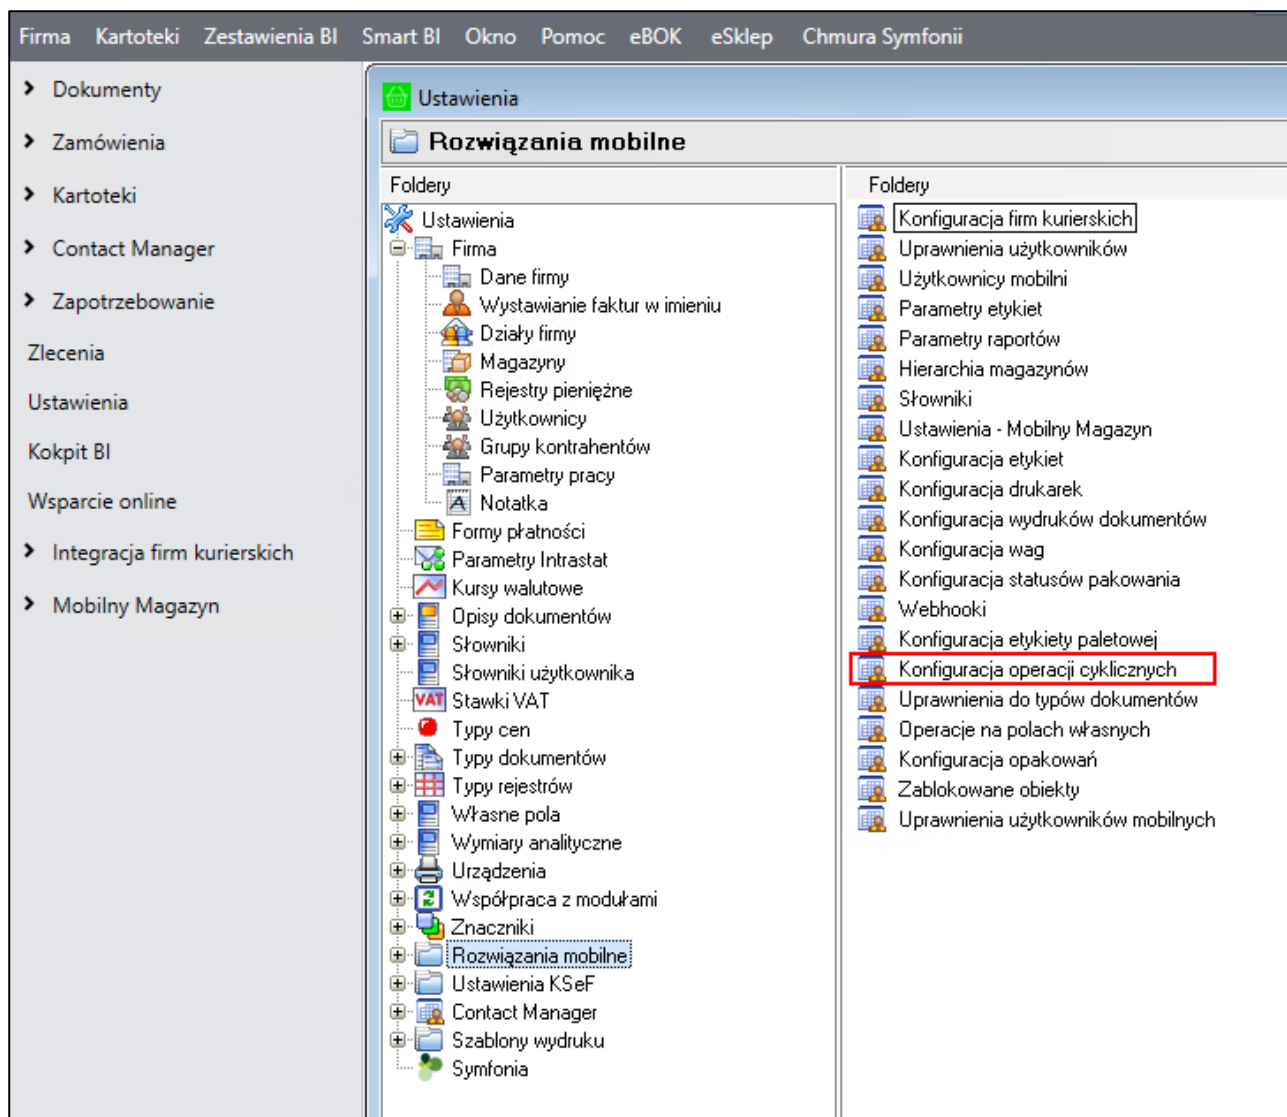 Firma Kartoteki Zestawienia BI Smart BI Okno Pomoc eBOK eSklep Chmura Symfonii
Dokumenty
Zamówienia
Kartoteki
Contact Manager
Zapotrzebowanie
Zlecenia
Ustawienia
Kokpit BI
Wsparcie online
Integracja firm kurierskich
Mobilny Magazyn
Ustawienia
Rozwiązania mobilne
Foldery
Ustawienia
Firma
Dane firmy
Wystawianie faktur w imieniu
Działy firmy
Magazyny
Rejestry pieniężne
Użytkownicy
Grupy kontrahentów
Parametry pracy
Notatka
Formy płatności
Parametry Intrastat
Kursy walutowe
Opisy dokumentów
Słowniki
Słowniki użytkownika
VAT Stawki VAT
Typy cen
Typy dokumentów
Typy rejestrów
Własne pola
Wymiary analityczne
Urządzenia
Współpraca z modułami
Znaczniki
Rozwiązania mobilne
Ustawienia KSeF
Contact Manager
Szablony wydruku
Symfonia
Foldery
Konfiguracja firm kurierskich
Uprawnienia użytkowników
Użytkownicy mobilni
Parametry etykiet
Parametry raportów
Hierarchia magazynów
Słowniki
Ustawienia - Mobilny Magazyn
Konfiguracja etykiet
Konfiguracja drukarek
Konfiguracja wydruków dokumentów
Konfiguracja wag
Konfiguracja statusów pakowania
Webhooki
Konfiguracja etykiety paletowej
Konfiguracja operacji cyklicznych
Uprawnienia do typów dokumentów
Operacje na polach własnych
Konfiguracja opakowań
Zablokowane obiekty
Uprawnienia użytkowników mobilnych